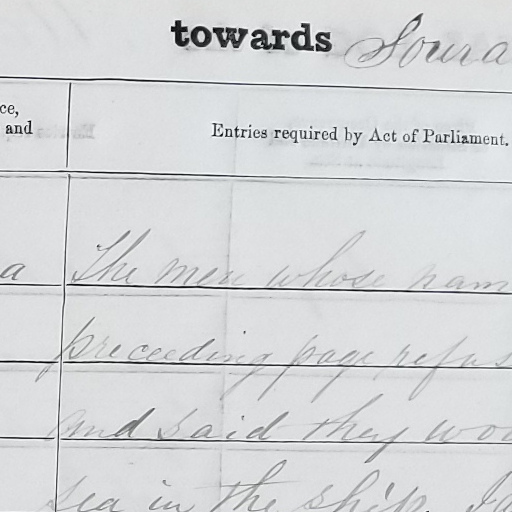 towards Soura
ce,
and
Entries required by Act of Parliament.
a The men whose nam
preceeding page refus
and said they wou
sea in the ship.